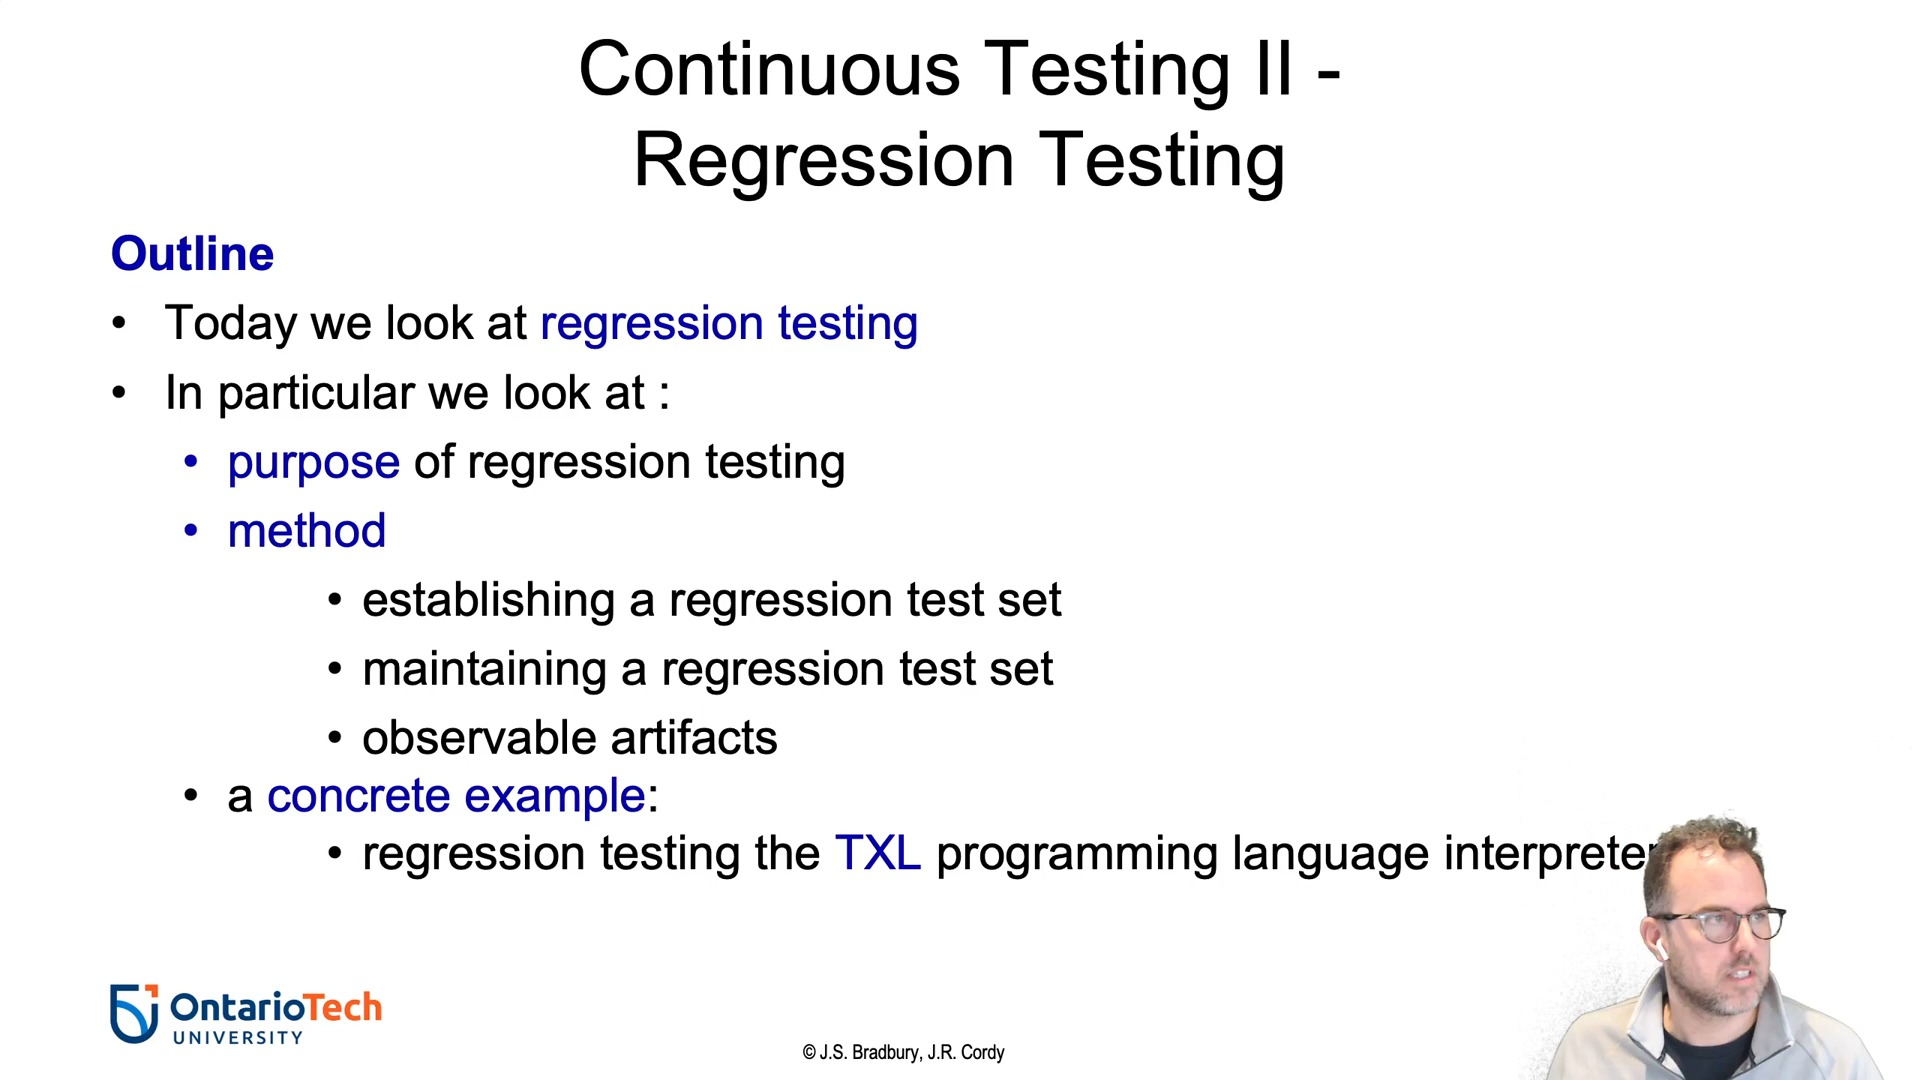 Continuous Testing II -
Regression Testing
Outline
• Today we look at regression testing
• In particular we look at :
• purpose of regression testing
• method
• establishing a regression test set
• maintaining a regression test set
• observable artifacts
• a concrete example:
• regression testing the TXL programming language interpreter
OntarioTech
UNIVERSITY
© J.S. Bradbury, J.R. Cordy